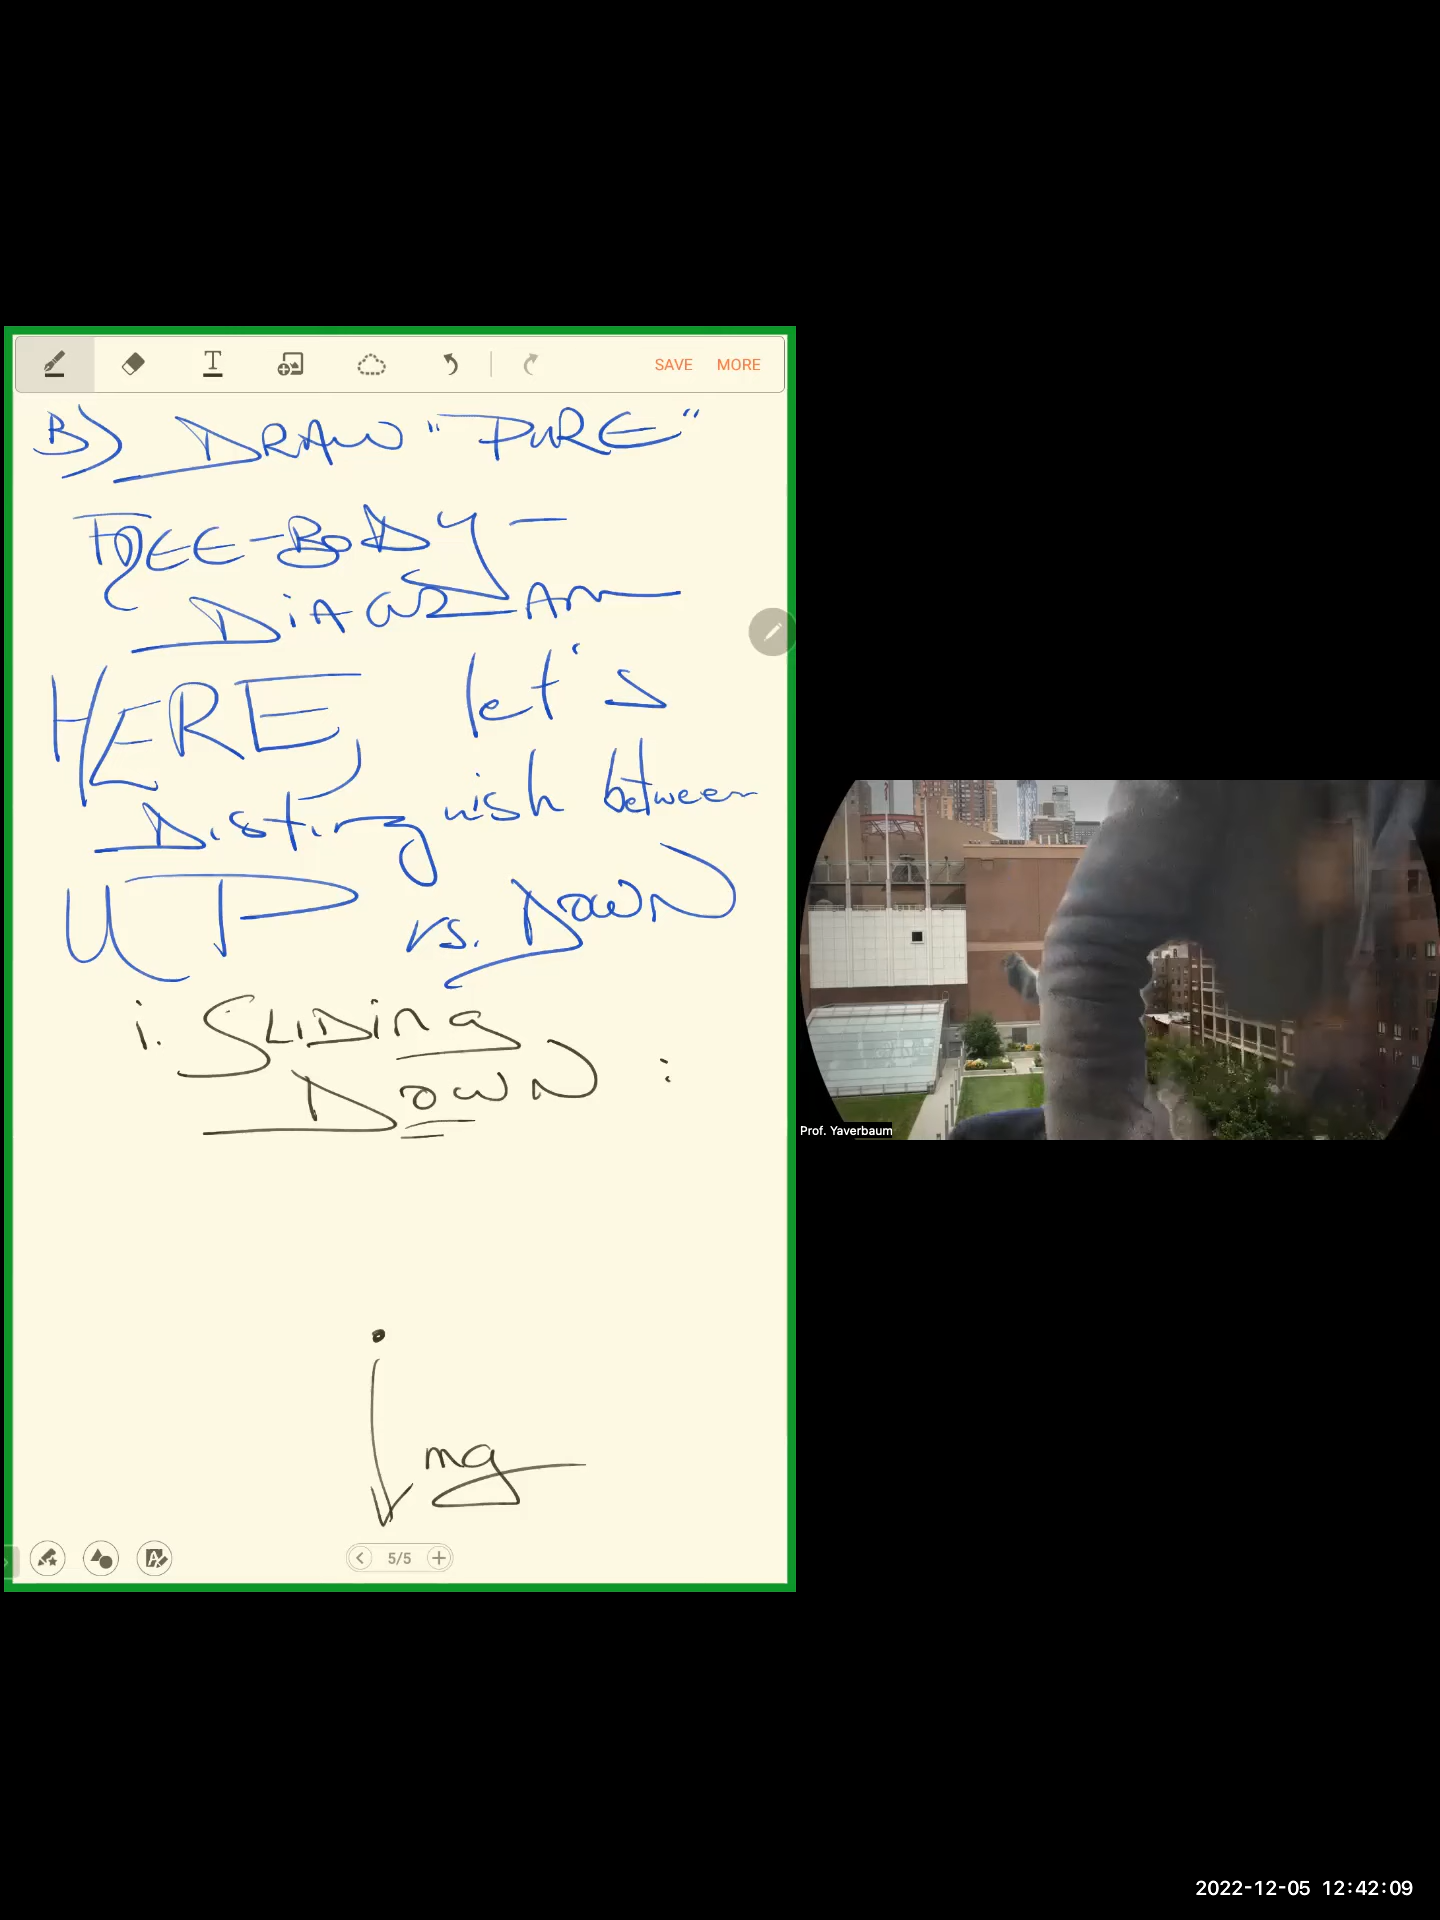 T
SAVE
MORE
B) DRAW "PURE"
FREE-BODY-
DIAGRAM
HERE, let's
Distinguish between
UP vs. DOWN
i. SLIDING
DOWN :
mg
5/5
Prof. Yaverbaum
2022-12-05 12:42:09